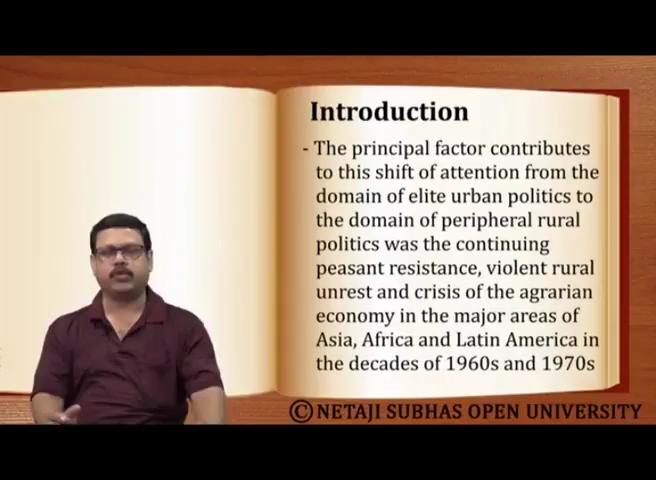 Introduction
- The principal factor contributes
to this shift of attention from the
domain of elite urban politics to
the domain of peripheral rural
politics was the continuing
peasant resistance, violent rural
unrest and crisis of the agrarian
economy in the major areas of
Asia, Africa and Latin America in
the decades of 1960s and 1970s
© NETAJI SUBHAS OPEN UNIVERSITY